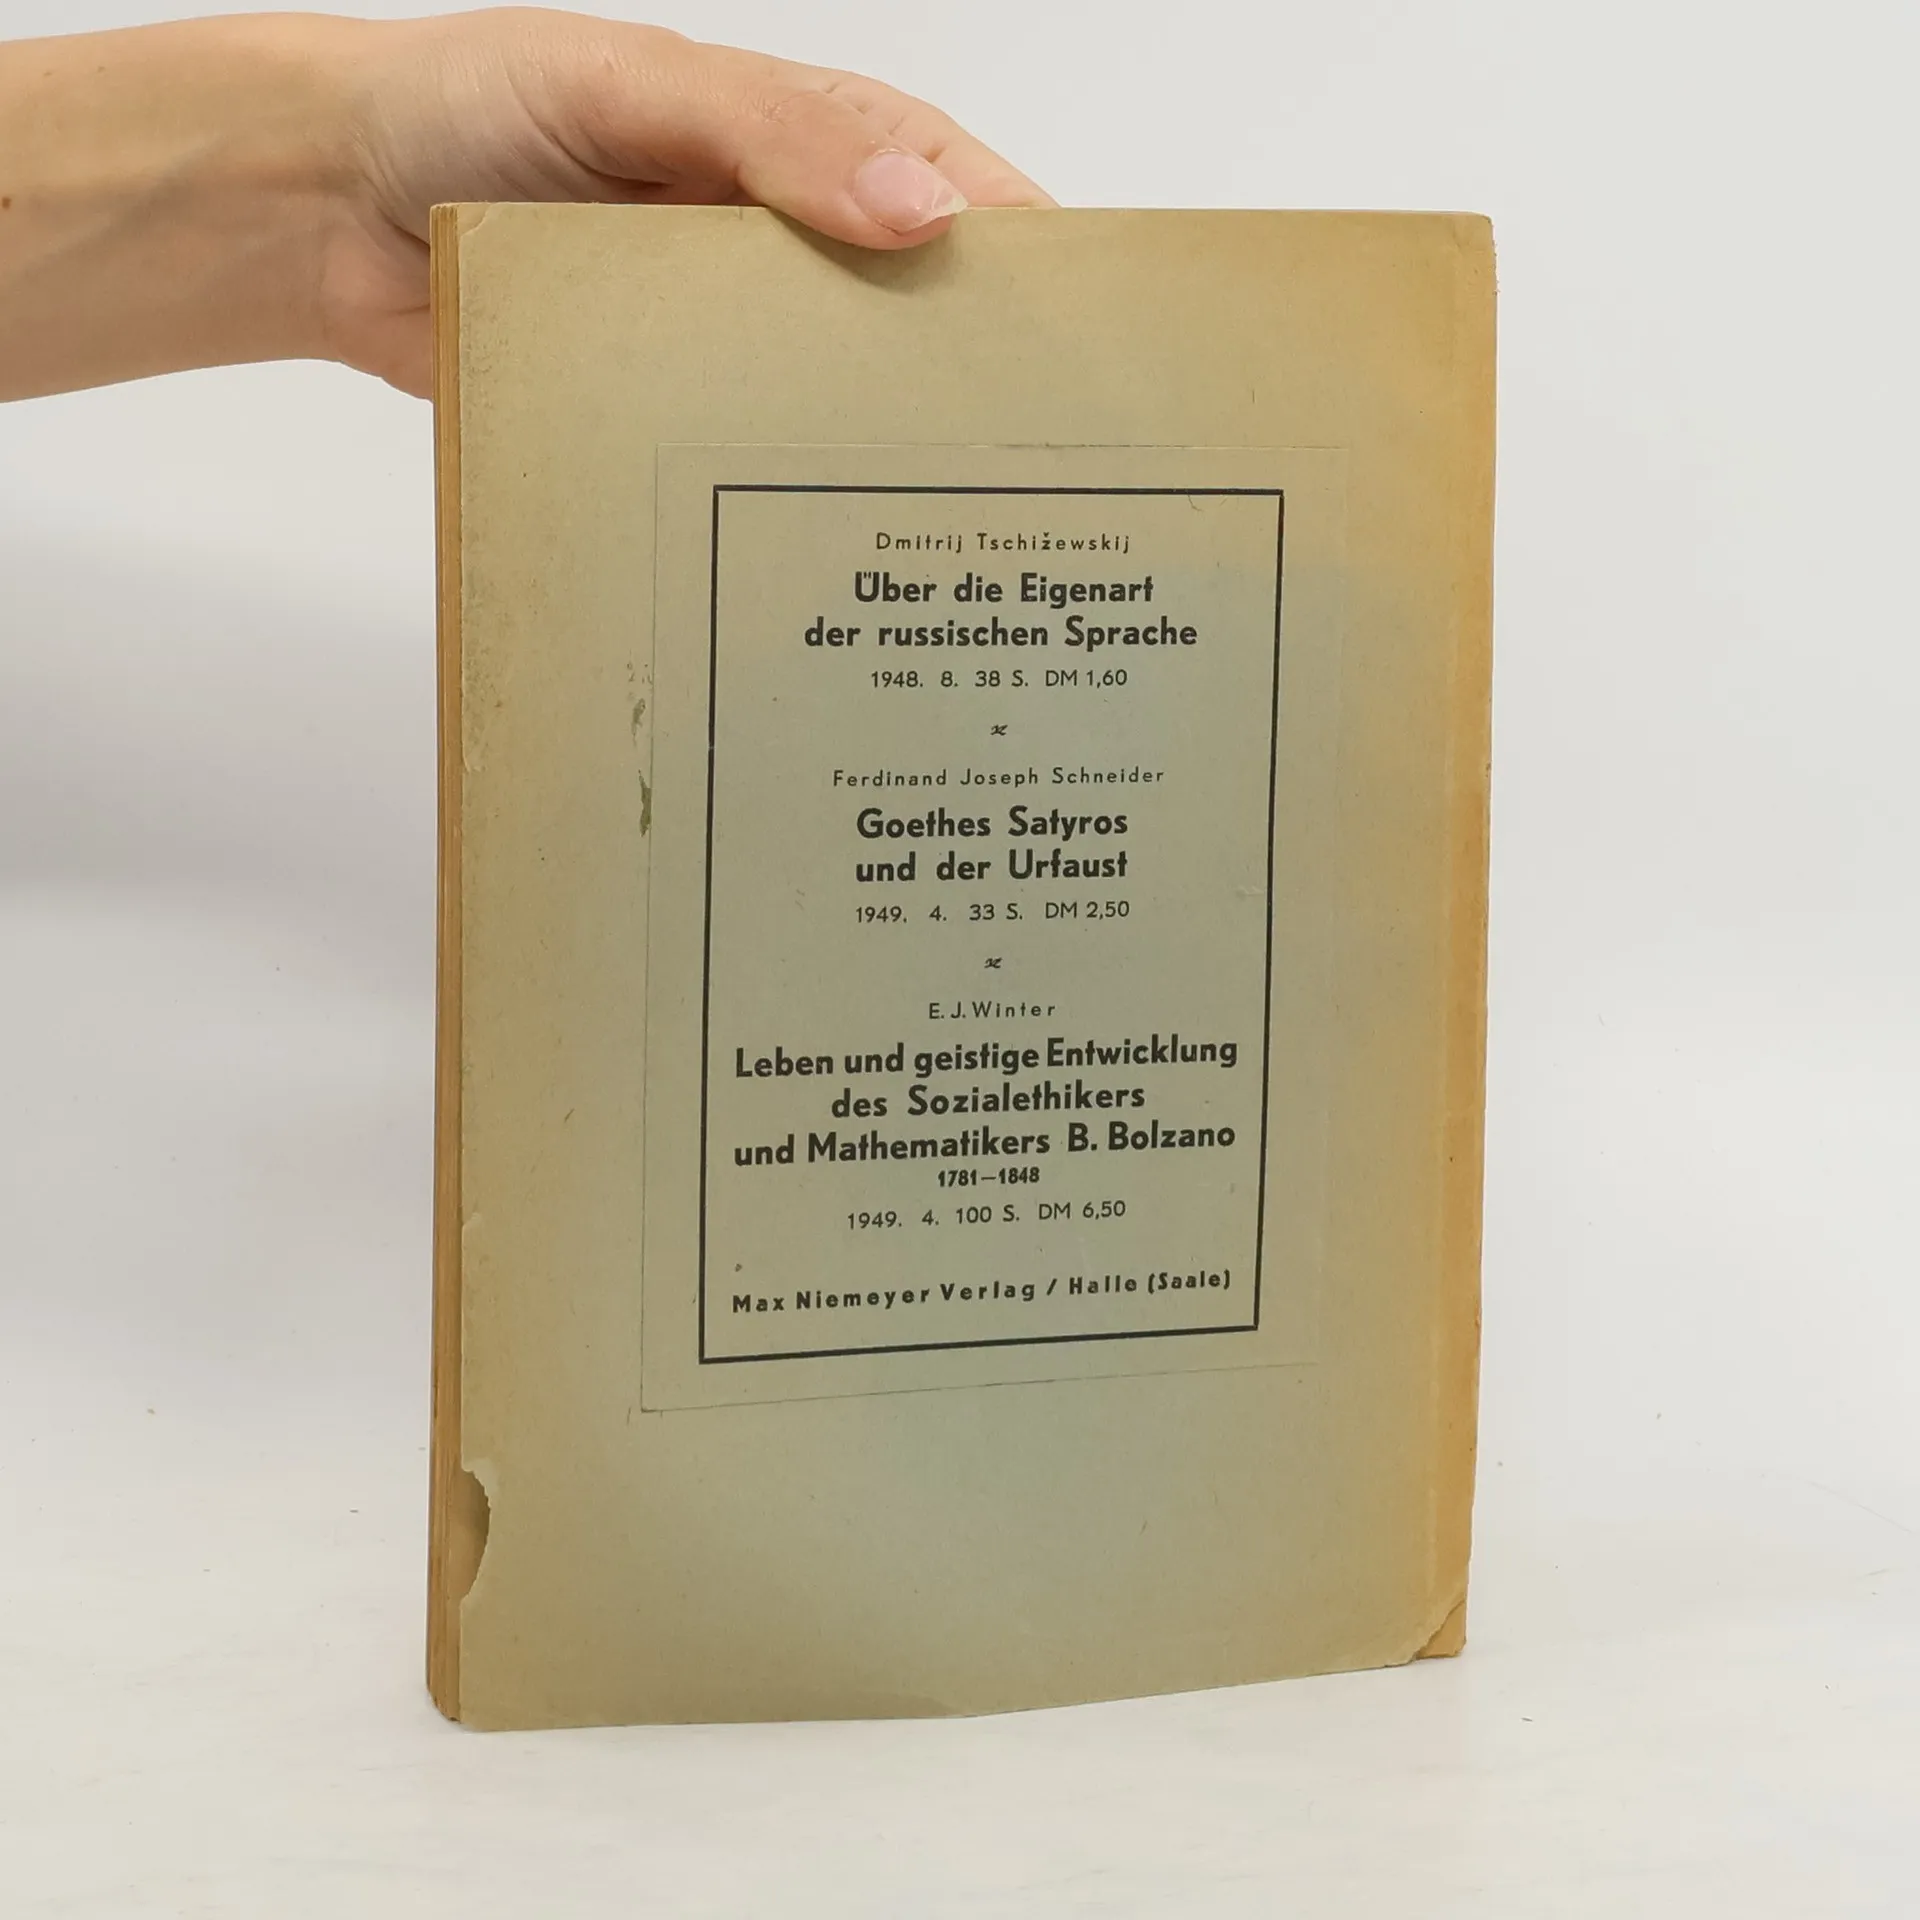 Dmitrij Tschižewskij
Über die Eigenart
der russischen Sprache
1948. 8. 38 S. DM 1,60
Ferdinand Joseph Schneider
Goethes Satyros
und der Urfaust
1949. 4. 33 S. DM 2,50
E. J. Winter
Leben und geistige Entwicklung
des Sozialethikers
und Mathematikers B. Bolzano
1781—1848
1949. 4. 100 S. DM 6,50
Max Niemeyer Verlag / Halle (Saale)